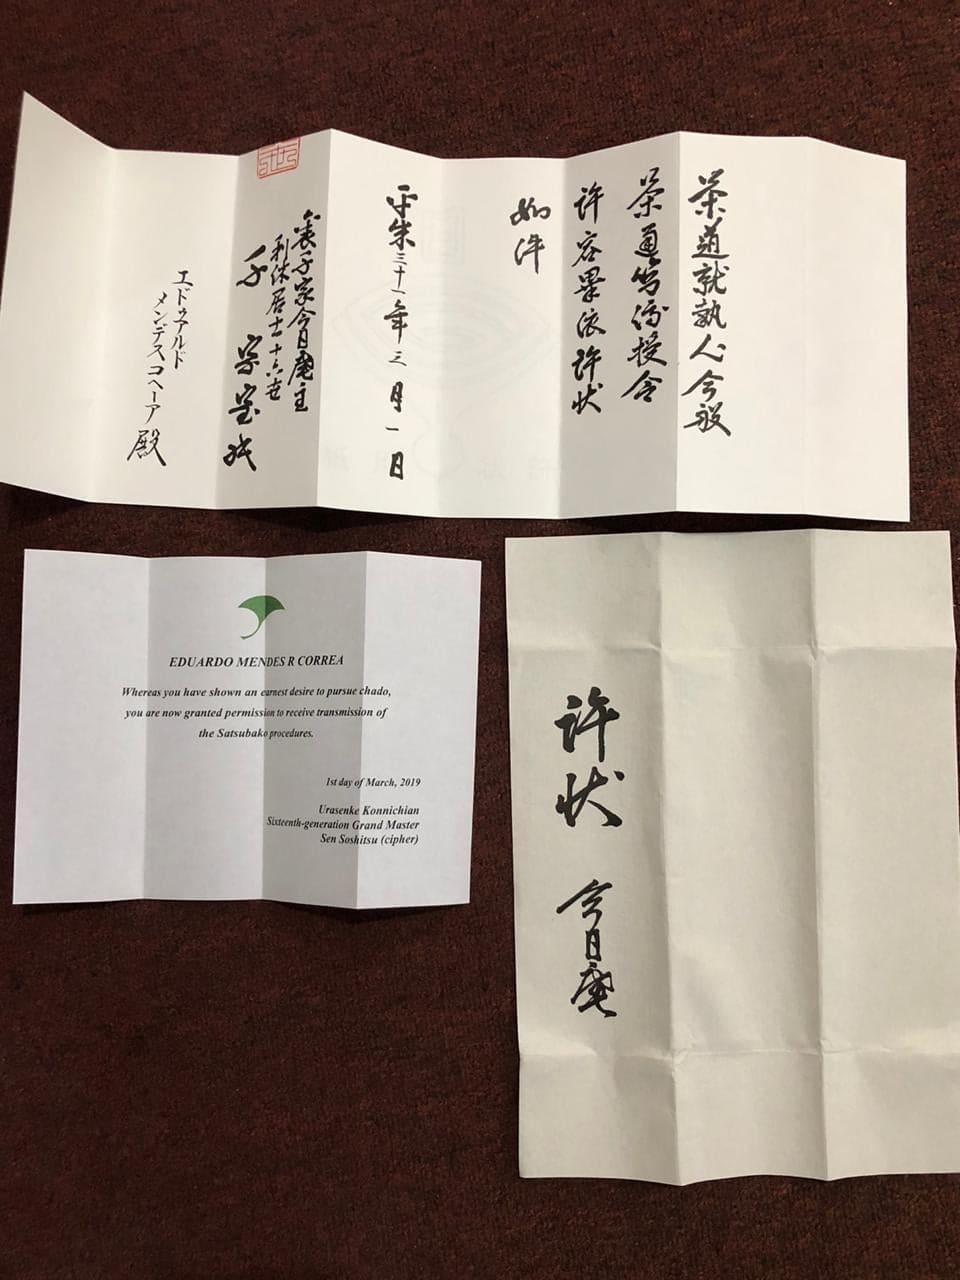 茶道就執心今般
茶通箱傳授令
許容畢依許状
如件
平成三十一年三月一日
裏千家今日庵主
利休居士十六世
千 宗室
エドゥアルド
メンデスコヘーア殿
EDUARDO MENDES R CORREA
Whereas you have shown an earnest desire to pursue chado,
you are now granted permission to receive transmission of
the Satsubako procedures.
1st day of March, 2019
Urasenke Konnichian
Sixteenth-generation Grand Master
Sen Soshitsu (cipher)
許状 今日庵